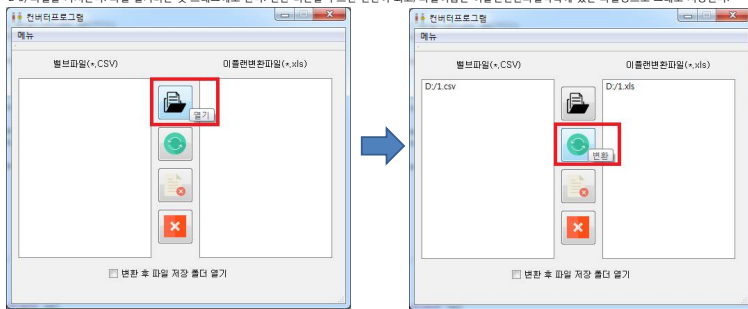 컨버터프로그램
메뉴
밸브파일(*.CSV)
이플랜변환파일(*.xls)
열기
변환 후 파일 저장 폴더 열기
컨버터프로그램
메뉴
밸브파일(*.CSV)
이플랜변환파일(*.xls)
D:/1.csv
D:/1.xls
변환
변환 후 파일 저장 폴더 열기